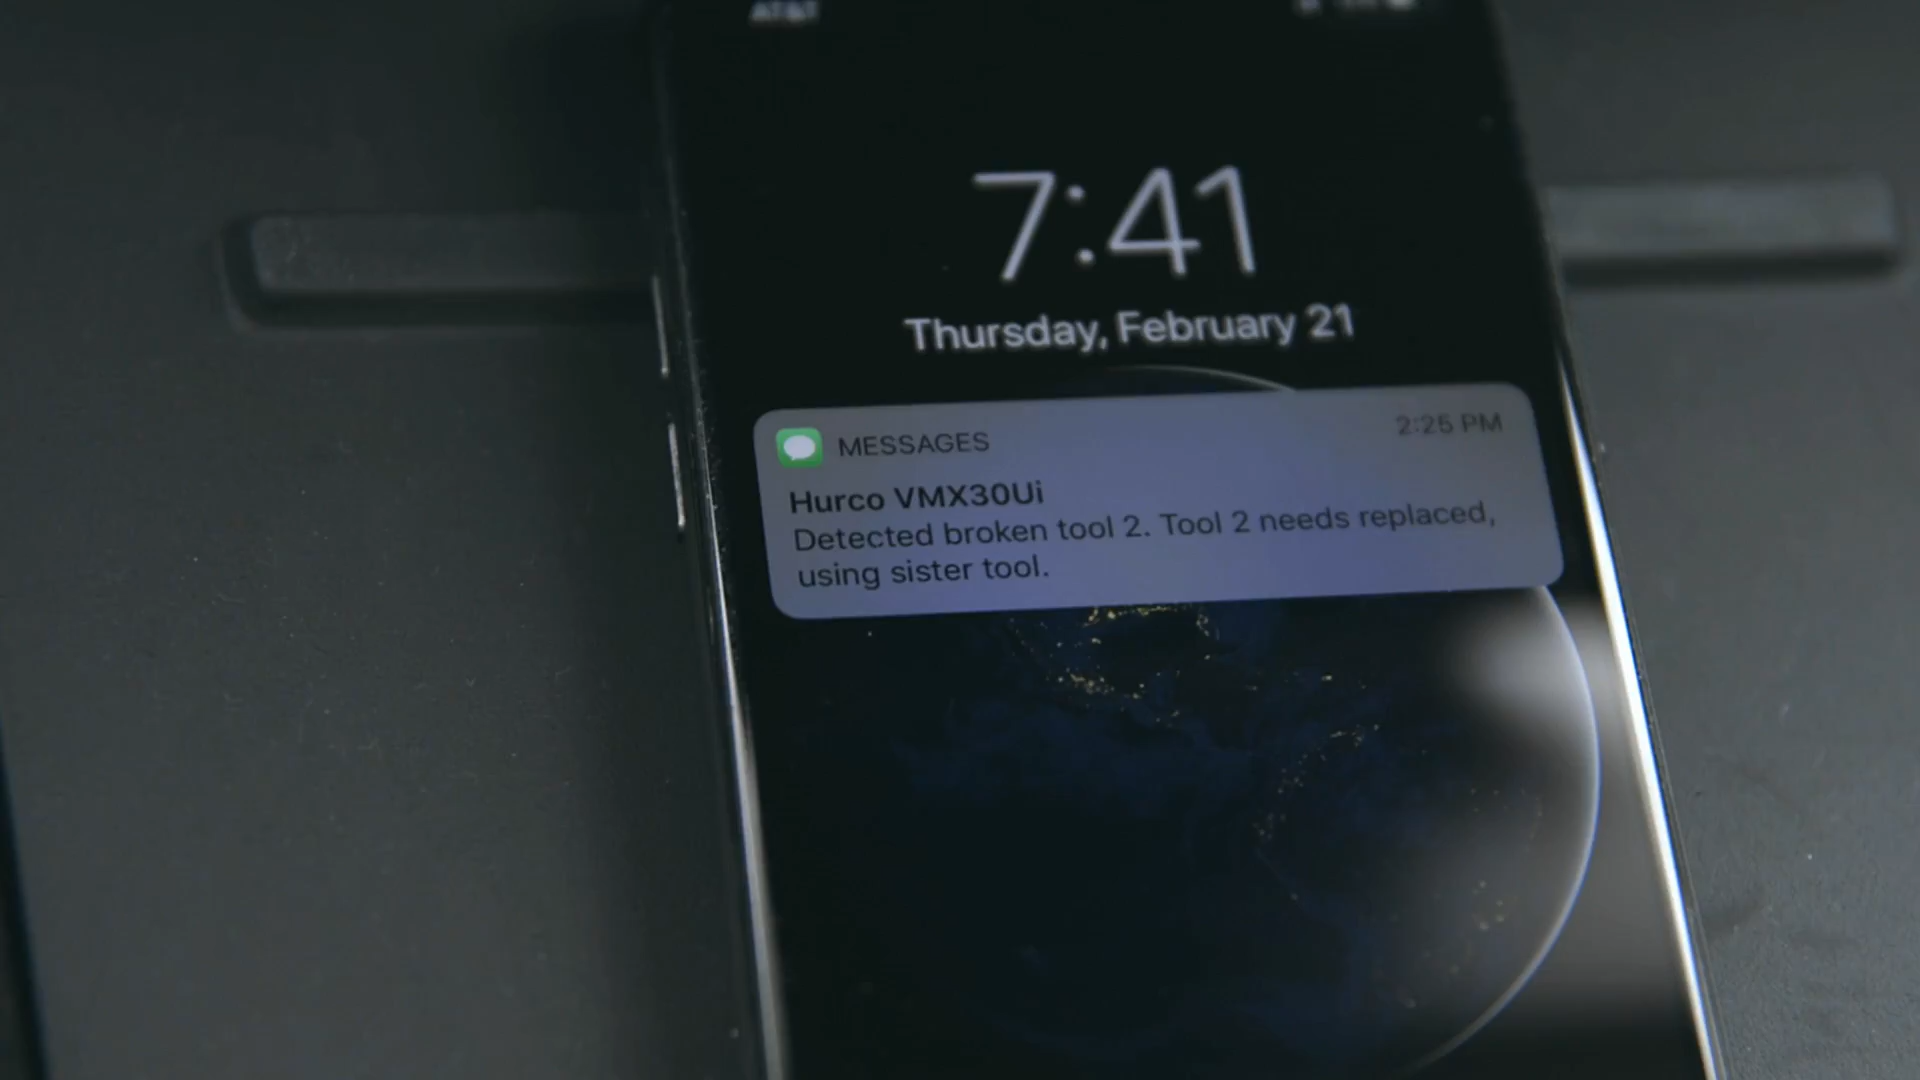 AT&T
7:41
Thursday, February 21
MESSAGES 2:25 PM
Hurco VMX30Ui
Detected broken tool 2. Tool 2 needs replaced,
using sister tool.